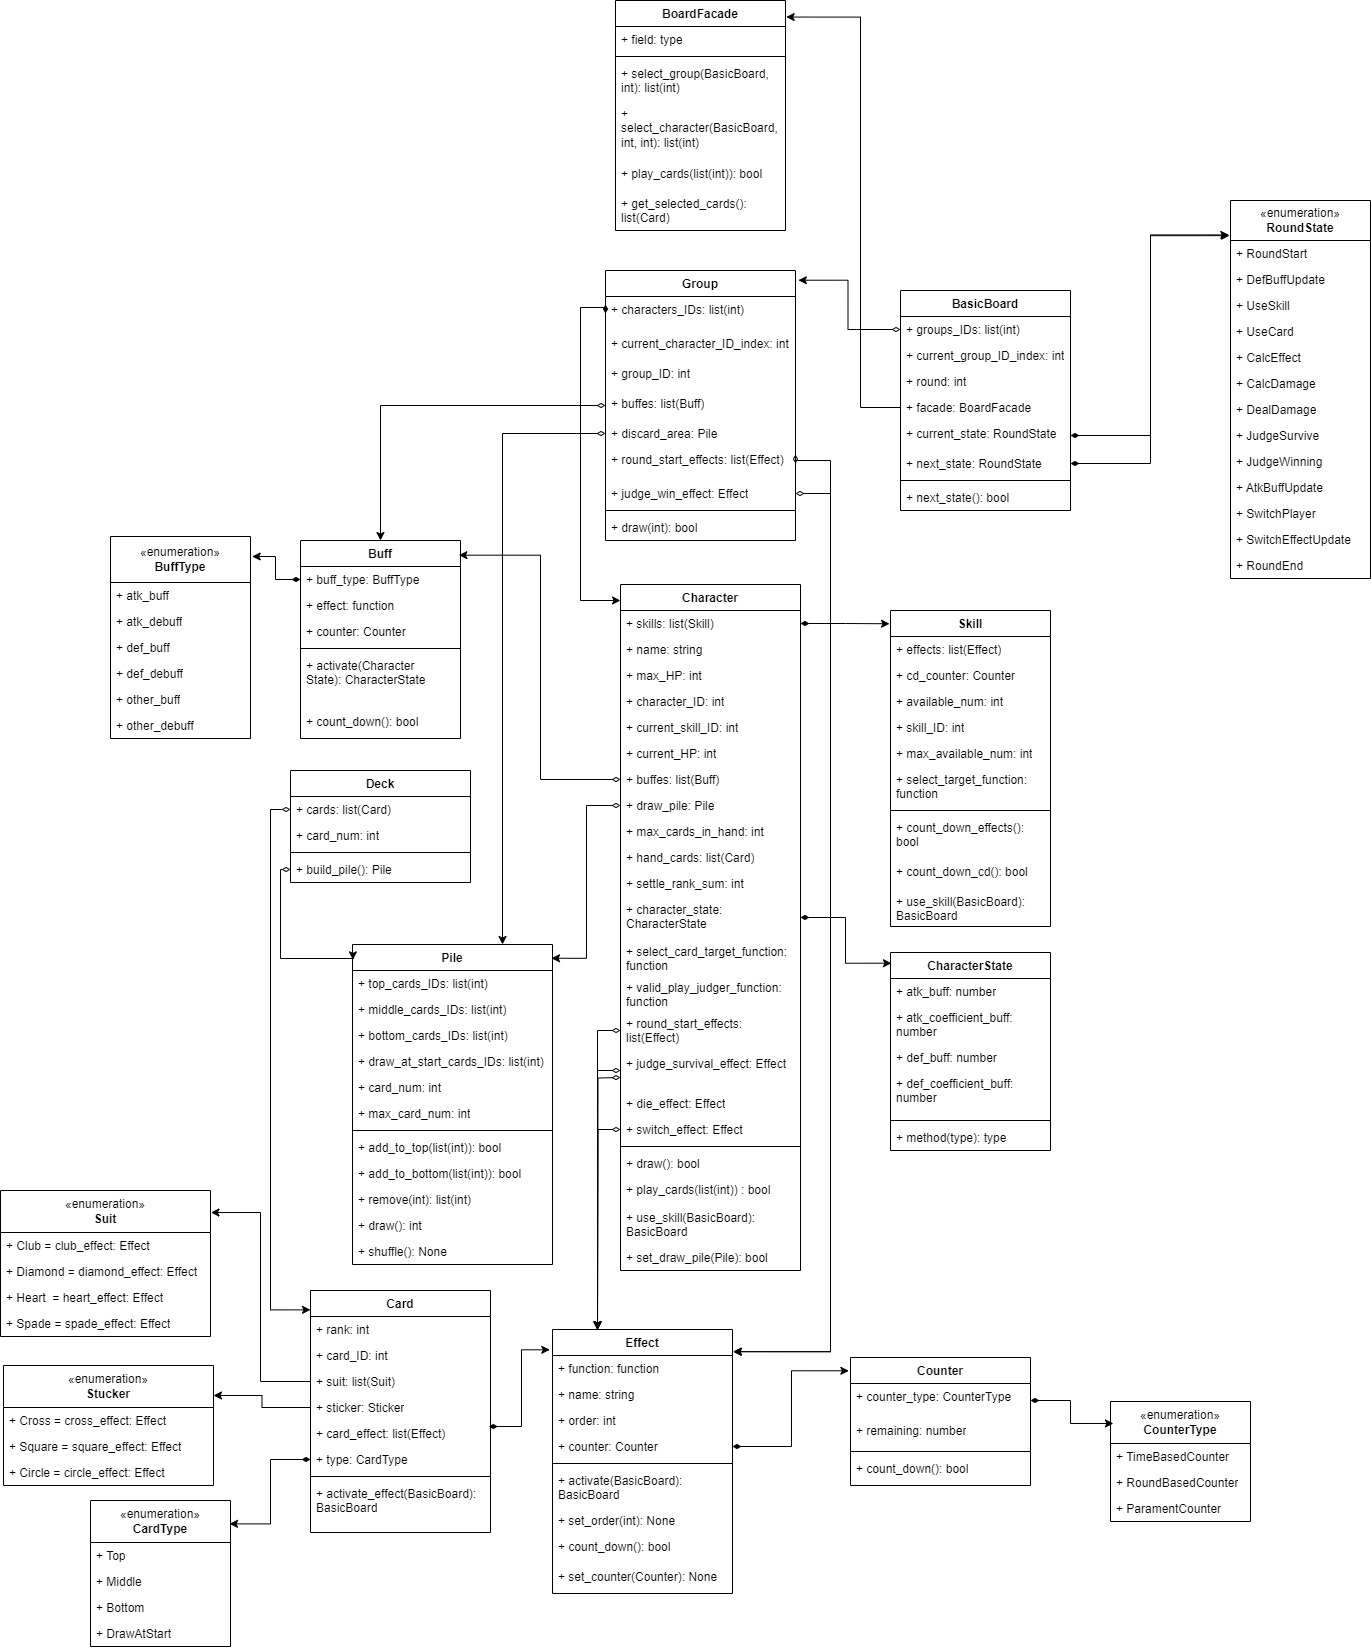 BoardFacade
+ field: type
+ select_group(BasicBoard,
int): list(int)
+
select_character(BasicBoard,
int, int): list(int)
+ play_cards(list(int)): bool
+ get_selected_cards():
list(Card)
«enumeration»
RoundState
+ RoundStart
+ DefBuffUpdate
+ UseSkill
+ UseCard
+ CalcEffect
+ CalcDamage
+ DealDamage
+ JudgeSurvive
+ JudgeWinning
+ AtkBuffUpdate
+ SwitchPlayer
+ SwitchEffectUpdate
+ RoundEnd
Group
+ characters_IDs: list(int)
+ current_character_ID_index: int
+ group_ID: int
+ buffes: list(Buff)
+ discard_area: Pile
+ round_start_effects: list(Effect)
+ judge_win_effect: Effect
+ draw(int): bool
BasicBoard
+ groups_IDs: list(int)
+ current_group_ID_index: int
+ round: int
+ facade: BoardFacade
+ current_state: RoundState
+ next_state: RoundState
+ next_state(): bool
«enumeration»
BuffType
+ atk_buff
+ atk_debuff
+ def_buff
+ def_debuff
+ other_buff
+ other_debuff
Buff
+ buff_type: BuffType
+ effect: function
+ counter: Counter
+ activate(Character
State): CharacterState
+ count_down(): bool
Character
+ skills: list(Skill)
+ name: string
+ max_HP: int
+ character_ID: int
+ current_skill_ID: int
+ current_HP: int
+ buffes: list(Buff)
+ draw_pile: Pile
+ max_cards_in_hand: int
+ hand_cards: list(Card)
+ settle_rank_sum: int
+ character_state:
CharacterState
+ select_card_target_function:
function
+ valid_play_judger_function:
function
+ round_start_effects:
list(Effect)
+ judge_survival_effect: Effect
+ die_effect: Effect
+ switch_effect: Effect
+ draw(): bool
+ play_cards(list(int)) : bool
+ use_skill(BasicBoard):
BasicBoard
+ set_draw_pile(Pile): bool
Skill
+ effects: list(Effect)
+ cd_counter: Counter
+ available_num: int
+ skill_ID: int
+ max_available_num: int
+ select_target_function:
function
+ count_down_effects():
bool
+ count_down_cd(): bool
+ use_skill(BasicBoard):
BasicBoard
Deck
+ cards: list(Card)
+ card_num: int
+ build_pile(): Pile
Pile
+ top_cards_IDs: list(int)
+ middle_cards_IDs: list(int)
+ bottom_cards_IDs: list(int)
+ draw_at_start_cards_IDs: list(int)
+ card_num: int
+ max_card_num: int
+ add_to_top(list(int)): bool
+ add_to_bottom(list(int)): bool
+ remove(int): list(int)
+ draw(): int
+ shuffle(): None
CharacterState
+ atk_buff: number
+ atk_coefficient_buff:
number
+ def_buff: number
+ def_coefficient_buff:
number
+ method(type): type
«enumeration»
Suit
+ Club = club_effect: Effect
+ Diamond = diamond_effect: Effect
+ Heart  = heart_effect: Effect
+ Spade = spade_effect: Effect
«enumeration»
Stucker
+ Cross = cross_effect: Effect
+ Square = square_effect: Effect
+ Circle = circle_effect: Effect
«enumeration»
CardType
+ Top
+ Middle
+ Bottom
+ DrawAtStart
Card
+ rank: int
+ card_ID: int
+ suit: list(Suit)
+ sticker: Sticker
+ card_effect: list(Effect)
+ type: CardType
+ activate_effect(BasicBoard):
BasicBoard
Effect
+ function: function
+ name: string
+ order: int
+ counter: Counter
+ activate(BasicBoard):
BasicBoard
+ set_order(int): None
+ count_down(): bool
+ set_counter(Counter): None
Counter
+ counter_type: CounterType
+ remaining: number
+ count_down(): bool
«enumeration»
CounterType
+ TimeBasedCounter
+ RoundBasedCounter
+ ParamentCounter